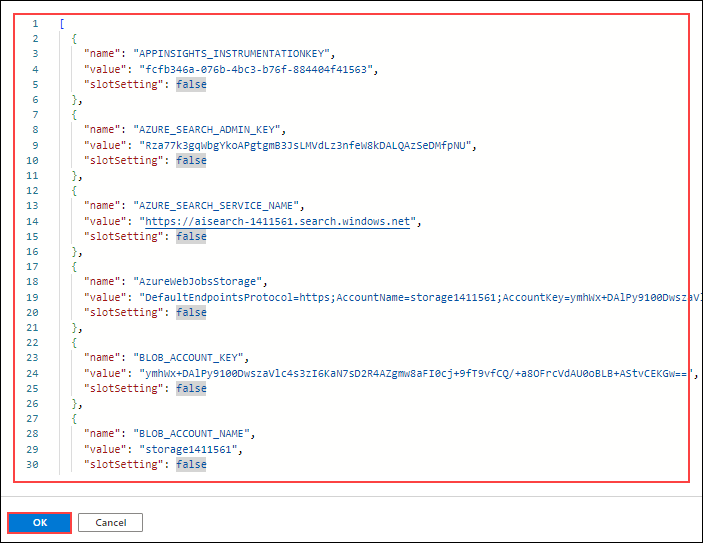 1 [
2 {
3 "name": "APPINSIGHTS_INSTRUMENTATIONKEY",
4 "value": "fcfb346a-076b-4bc3-b76f-884404f41563",
5 "slotSetting": false
6 },
7 {
8 "name": "AZURE_SEARCH_ADMIN_KEY",
9 "value": "Rza77k3gqWbgYkoAPgtgmB3JsLMVdLz3nfeW8kDALQAzSeDMfpNU",
10 "slotSetting": false
11 },
12 {
13 "name": "AZURE_SEARCH_SERVICE_NAME",
14 "value": "https://aisearch-1411561.search.windows.net",
15 "slotSetting": false
16 },
17 {
18 "name": "AzureWebJobsStorage",
19 "value": "DefaultEndpointsProtocol=https;AccountName=storage1411561;AccountKey=ymhWx+DAlPy9100DwszaVl
20 "slotSetting": false
21 },
22 {
23 "name": "BLOB_ACCOUNT_KEY",
24 "value": "ymhWx+DAlPy9100DwszaVlc4s3zI6KaN7sD2R4AZgmw8aFI0cj+9fT9vfCQ/+a8OFrcVdAU0oBLB+AStvCEKGw==",
25 "slotSetting": false
26 },
27 {
28 "name": "BLOB_ACCOUNT_NAME",
29 "value": "storage1411561",
30 "slotSetting": false
OK
Cancel